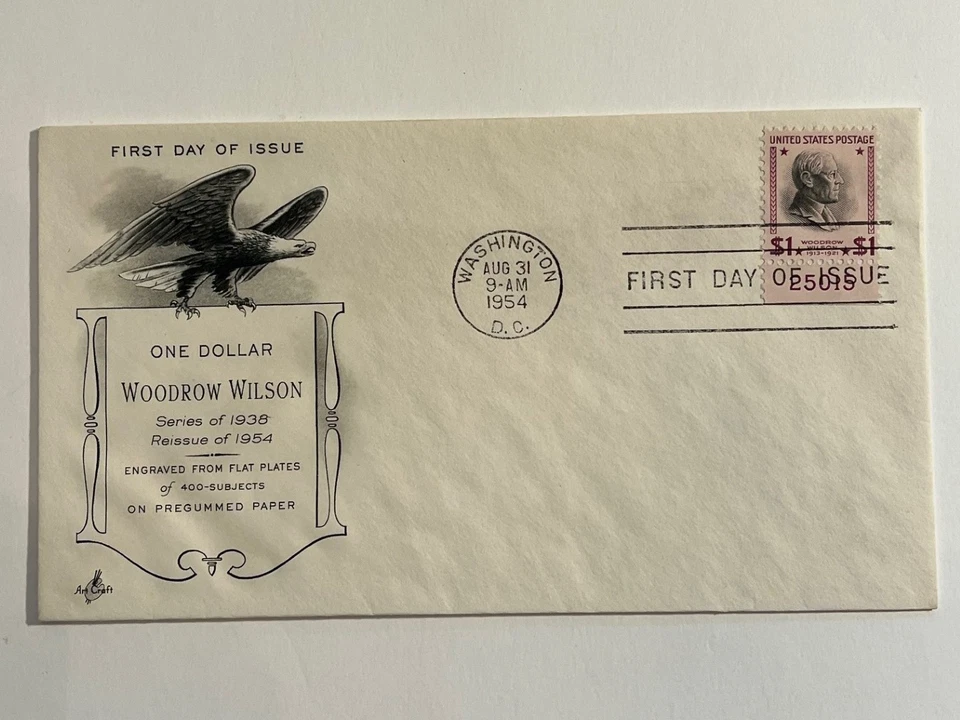 FIRST DAY OF ISSUE
ONE DOLLAR
WOODROW WILSON
Series of 1938
Reissue of 1954
ENGRAVED FROM FLAT PLATES
of 400-SUBJECTS
ON PREGUMMED PAPER
Art Craft
WASHINGTON
AUG 31
9-AM
1954
D.C.
UNITED STATES POSTAGE
$1 WOODROW $1
WILSON
1913-1921
FIRST DAY OF ISSUE
25015